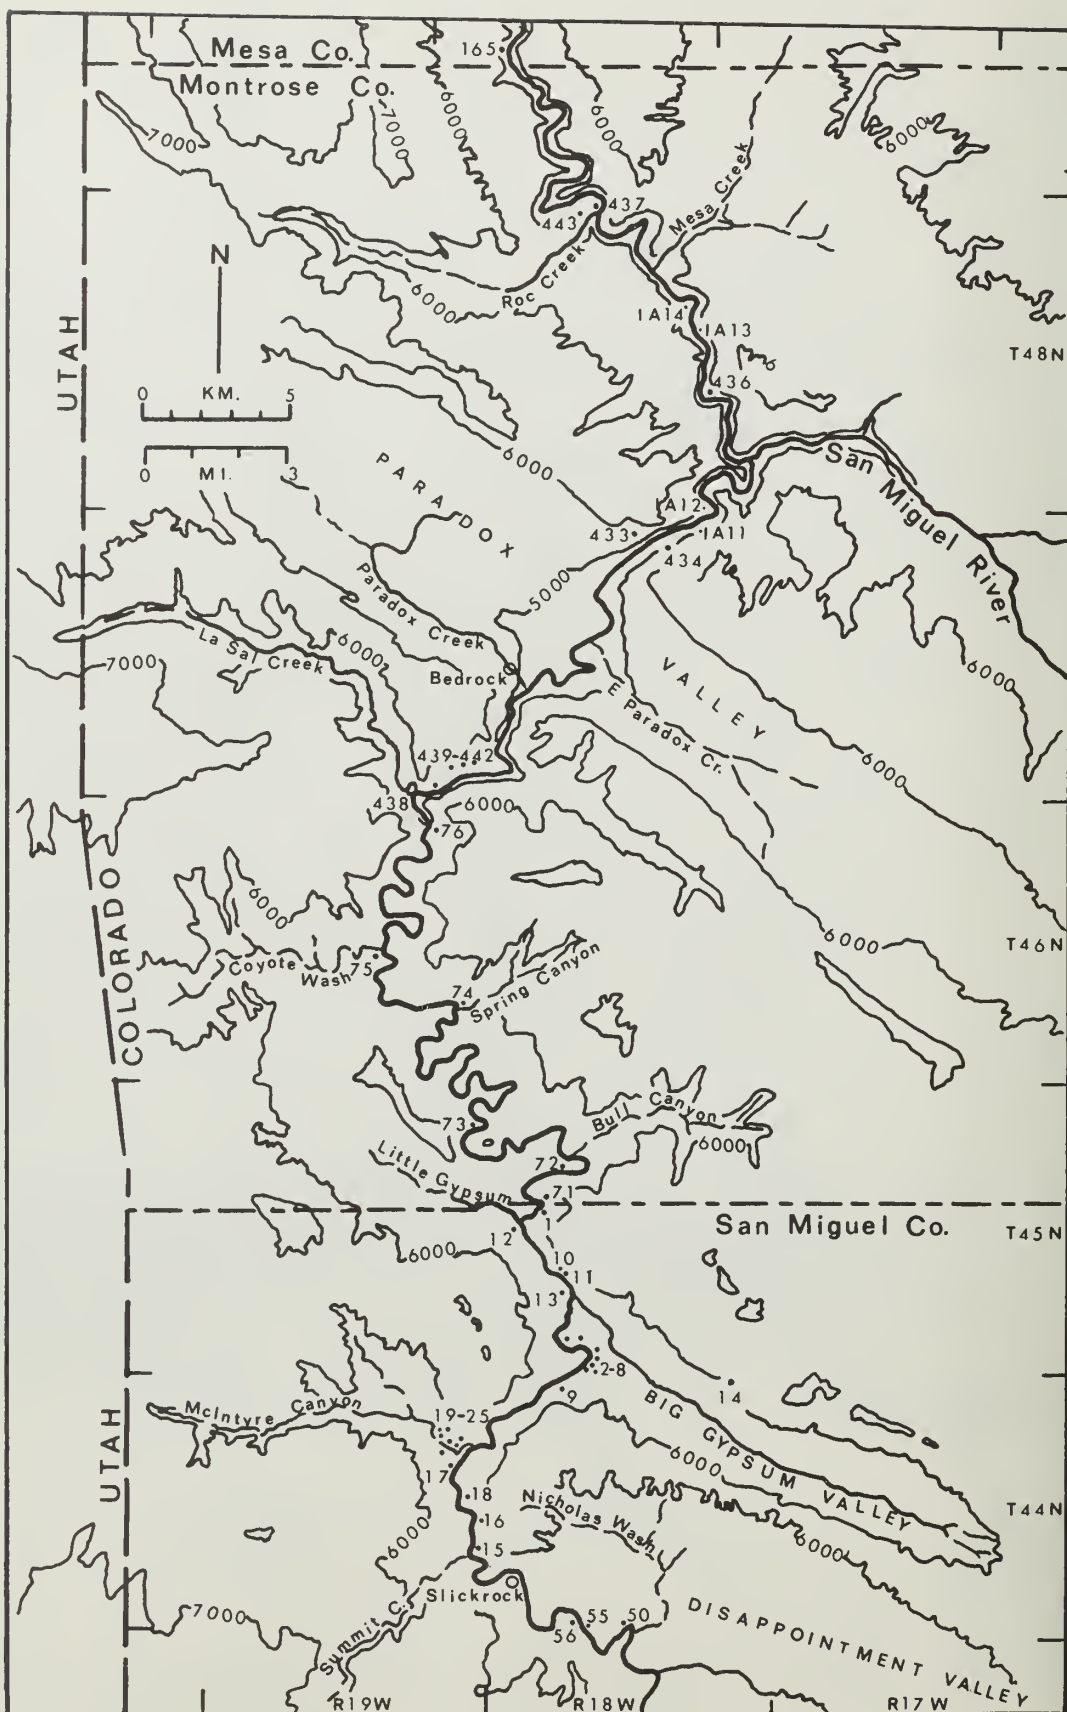 165
Mesa Co.
Montrose Co.
7000
7000
6000
6000
6000
Mesa Creek
443
437
Roc Creek
N
UTAH
6000
1A14
1A13
T48N
436
0 KM. 5
0 MI. 3
6000
PARADOX
San Miguel River
1A12
1A11
433
434
5000
Paradox Creek
La Sal Creek
6000
7000
Bedrock
VALLEY
E Paradox Cr.
6000
6000
439-442
438
6000
76
COLORADO
6000
6000
T46N
Coyote Wash
75
74
Spring Canyon
73
Bull Canyon
6000
Little Gypsum
72
71
1
San Miguel Co.
T45N
12
6000
10
11
13
2-8
14
9
BIG GYPSUM VALLEY
McIntyre Canyon
19-25
6000
UTAH
17
18
Nicholas Wash
T44N
16
6000
6000
15
Slickrock
7000
Summit C.
55
50
56
DISAPPOINTMENT VALLEY
R19W
R18W
R17W